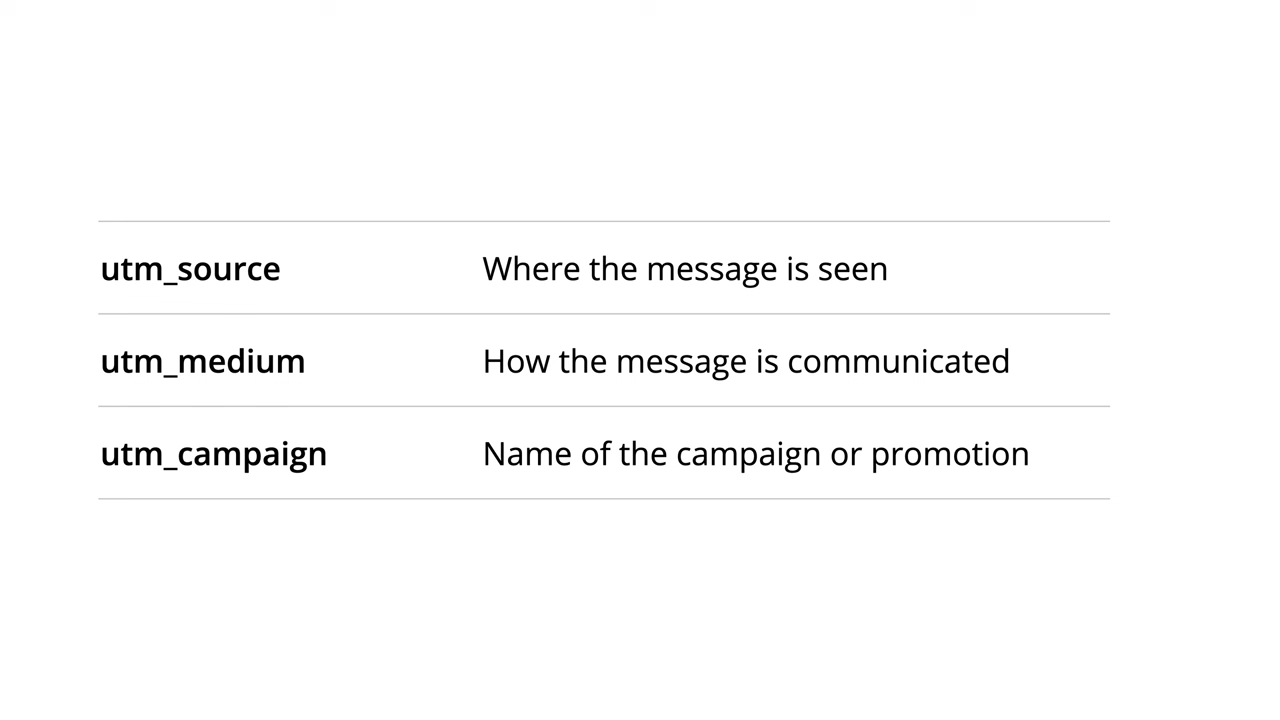 utm_source Where the message is seen
utm_medium How the message is communicated
utm_campaign Name of the campaign or promotion